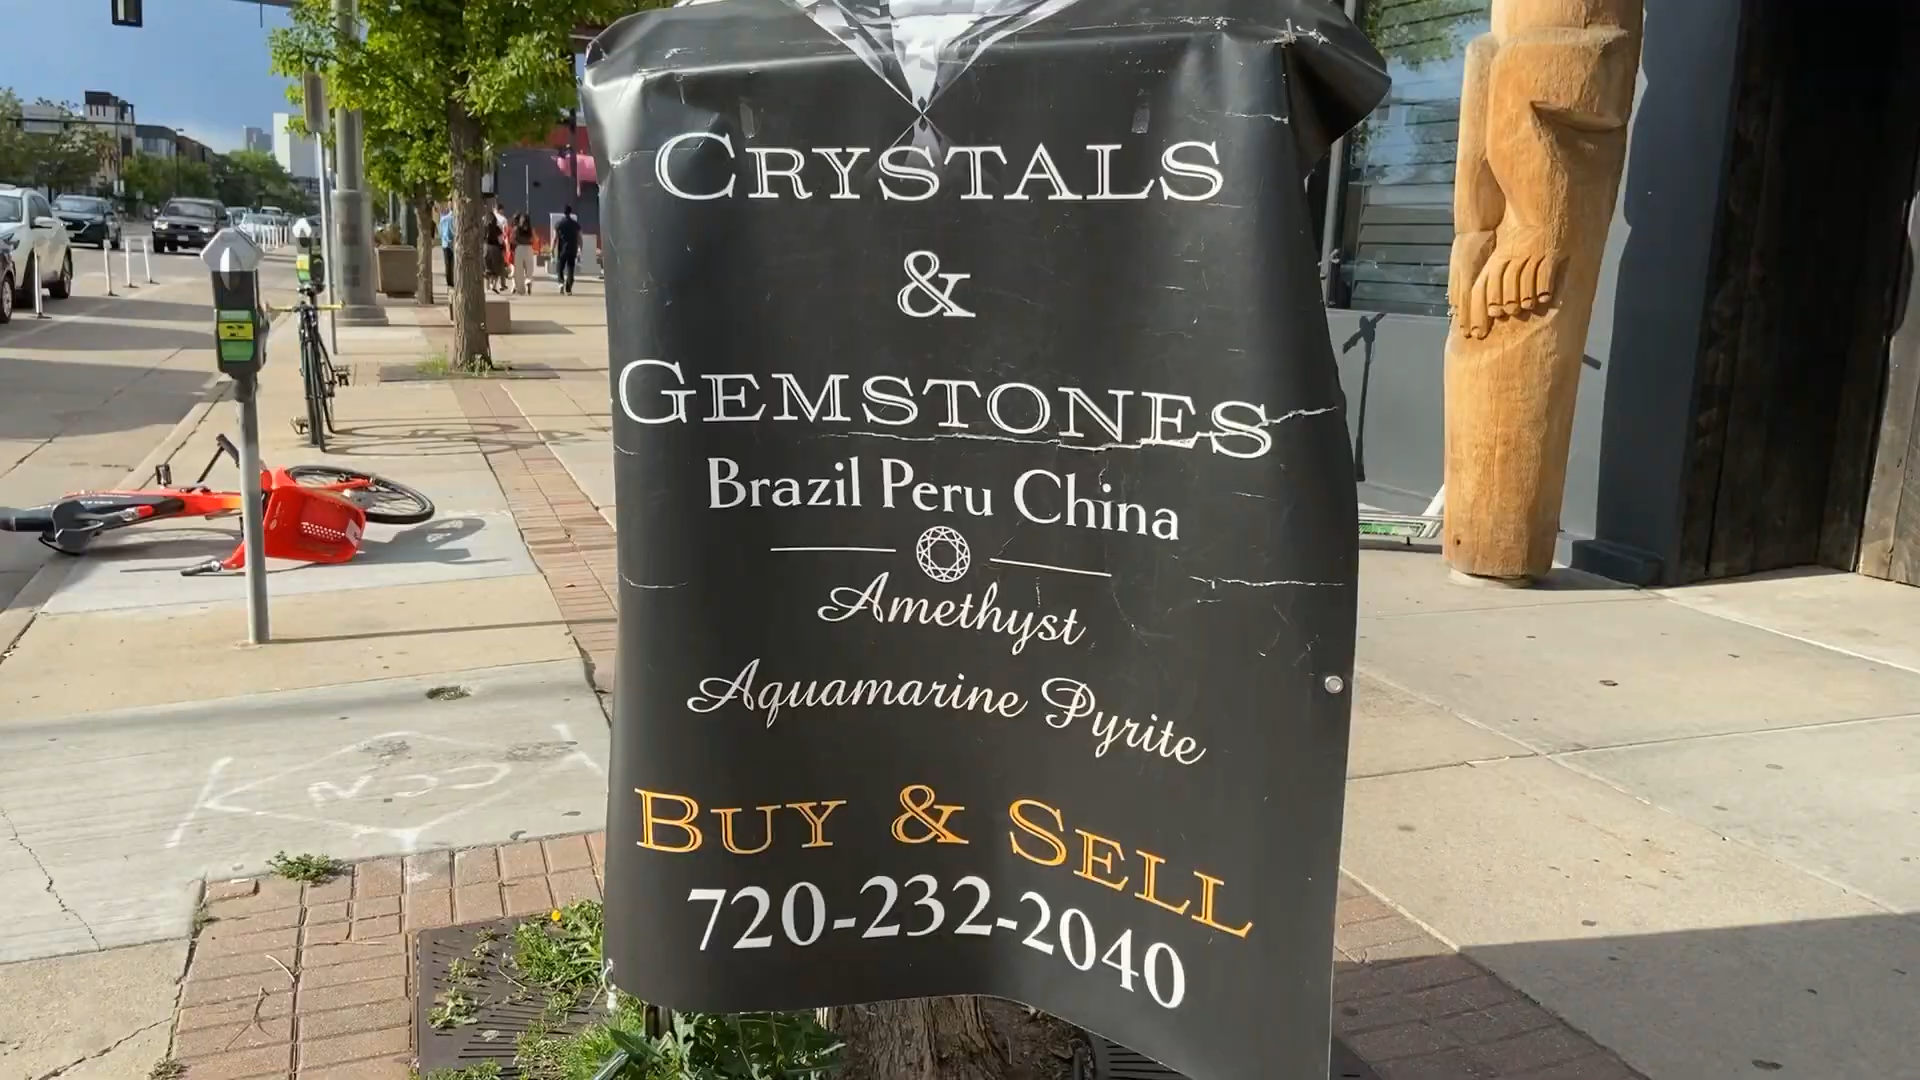 CRYSTALS
&
GEMSTONES
Brazil Peru China
Amethyst
Aquamarine Pyrite
BUY & SELL
720-232-2040